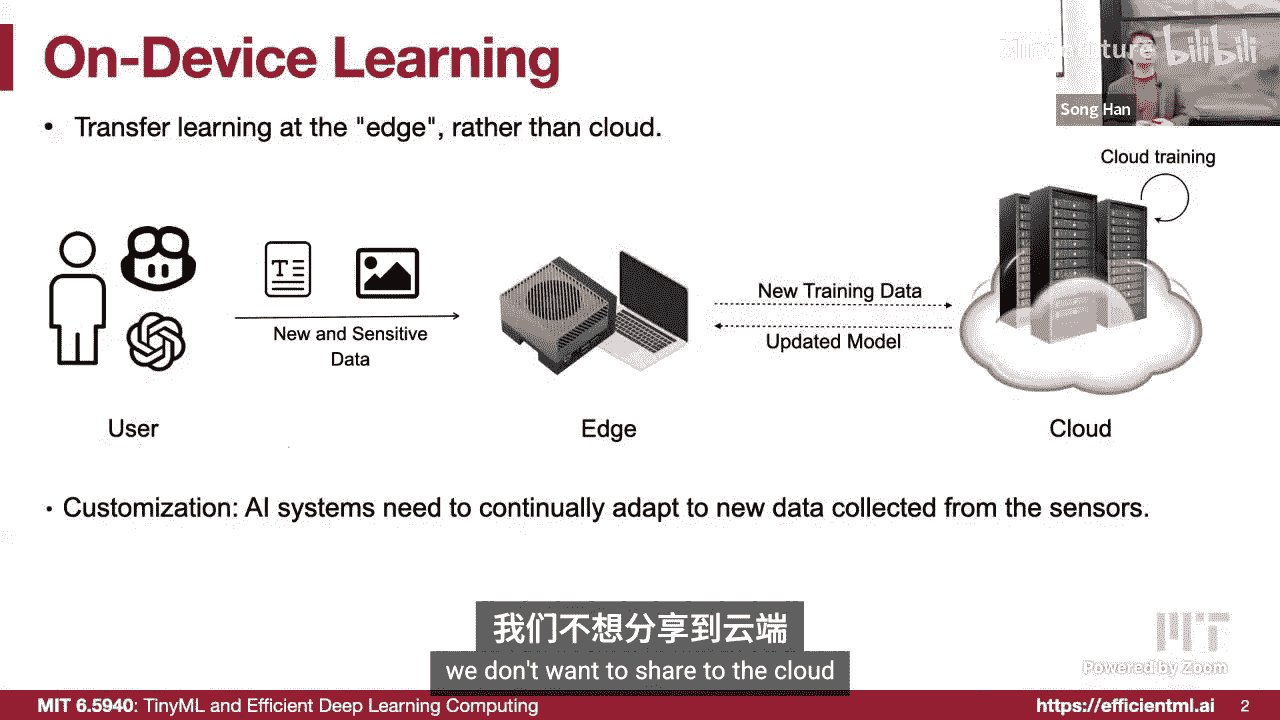 On-Device Learning
bilibili
Song Han
• Transfer learning at the "edge", rather than cloud.
Cloud training
T
New and Sensitive
Data
New Training Data
Updated Model
User
Edge
Cloud
• Customization: AI systems need to continually adapt to new data collected from the sensors.
我们不想分享到云端
we don't want to share to the cloud
MIT
Powered by Zoom
MIT 6.5940: TinyML and Efficient Deep Learning Computing
https://efficientml.ai
2